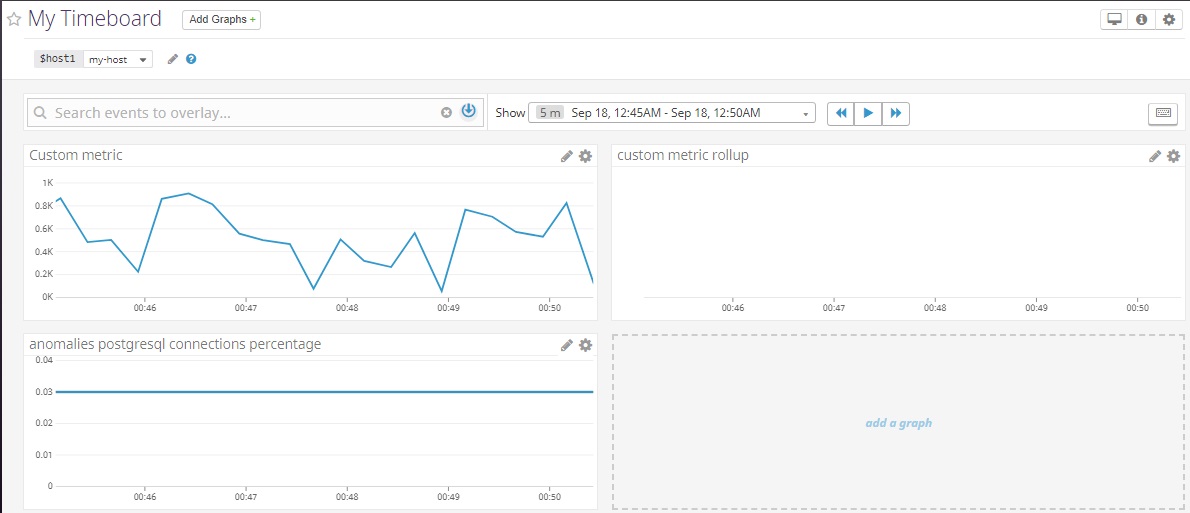 My Timeboard Add Graphs +
$host1 my-host
Search events to overlay...
Show 5 m Sep 18, 12:45AM - Sep 18, 12:50AM
Custom metric
1K
0.8K
0.6K
0.4K
0.2K
0K
00:46 00:47 00:48 00:49 00:50
custom metric rollup
00:46 00:47 00:48 00:49 00:50
anomalies postgresql connections percentage
0.04
0.03
0.02
0.01
0
00:46 00:47 00:48 00:49 00:50
add a graph